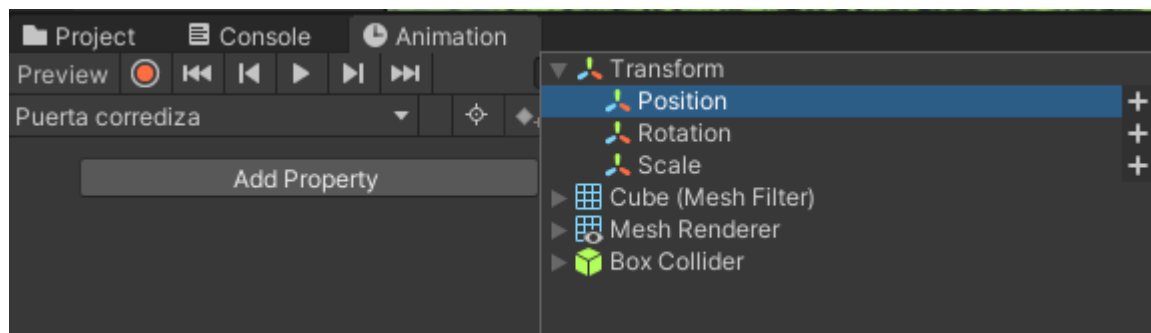 Project Console Animation
Preview
Transform
Puerta corrediza
Position
Rotation
Add Property
Scale
Cube (Mesh Filter)
Mesh Renderer
Box Collider